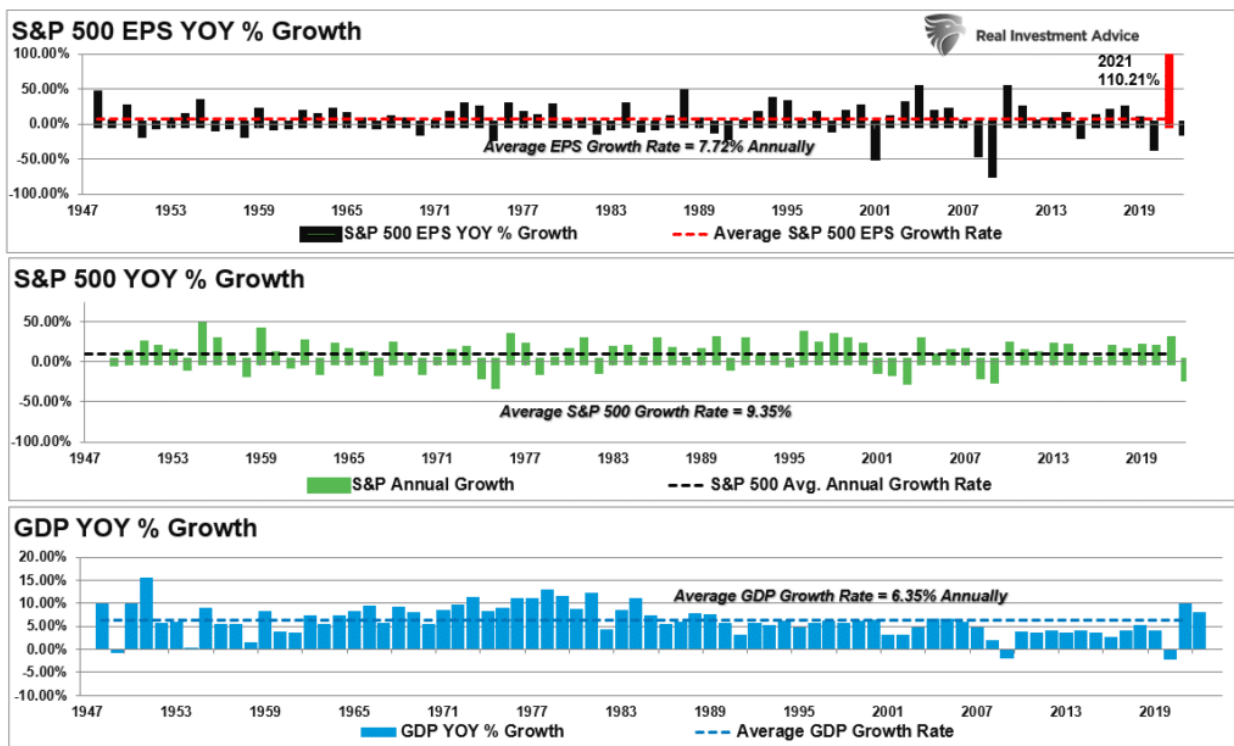 S&P 500 EPS YOY % Growth
Real Investment Advice
100.00%
2021
110.21%
50.00%
0.00%
Average EPS Growth Rate = 7.72% Annually
-50.00%
-100.00%
1947 1953 1959 1965 1971 1977 1983 1989 1995 2001 2007 2013 2019
S&P 500 EPS YOY % Growth Average S&P 500 EPS Growth Rate
S&P 500 YOY % Growth
50.00%
0.00%
-50.00%
Average S&P 500 Growth Rate = 9.35%
-100.00%
1947 1953 1959 1965 1971 1977 1983 1989 1995 2001 2007 2013 2019
S&P Annual Growth S&P 500 Avg. Annual Growth Rate
GDP YOY % Growth
20.00%
15.00%
Average GDP Growth Rate = 6.35% Annually
10.00%
5.00%
0.00%
-5.00%
-10.00%
1947 1953 1959 1965 1971 1977 1983 1989 1995 2001 2007 2013 2019
GDP YOY % Growth Average GDP Growth Rate